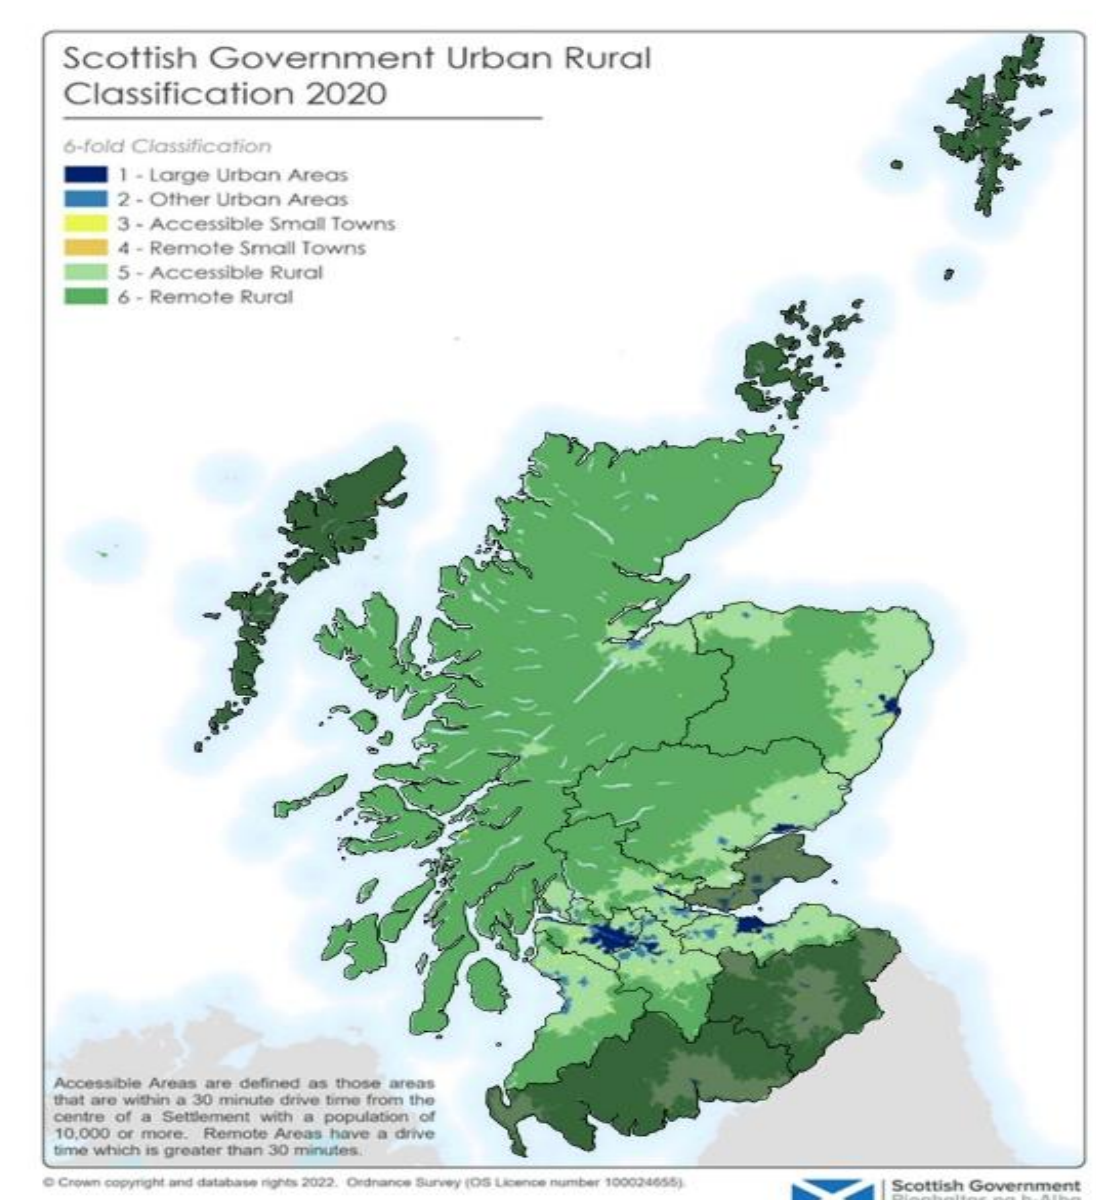 Scottish Government Urban Rural
Classification 2020
6-fold Classification
1 - Large Urban Areas
2 - Other Urban Areas
3 - Accessible Small Towns
4 - Remote Small Towns
5 - Accessible Rural
6 - Remote Rural
Accessible Areas are defined as those areas
that are within a 30 minute drive time from the
centre of a Settlement with a population of
10,000 or more. Remote Areas have a drive
time which is greater than 30 minutes.
© Crown copyright and database rights 2022. Ordnance Survey (OS Licence number 100024655).
Scottish Government